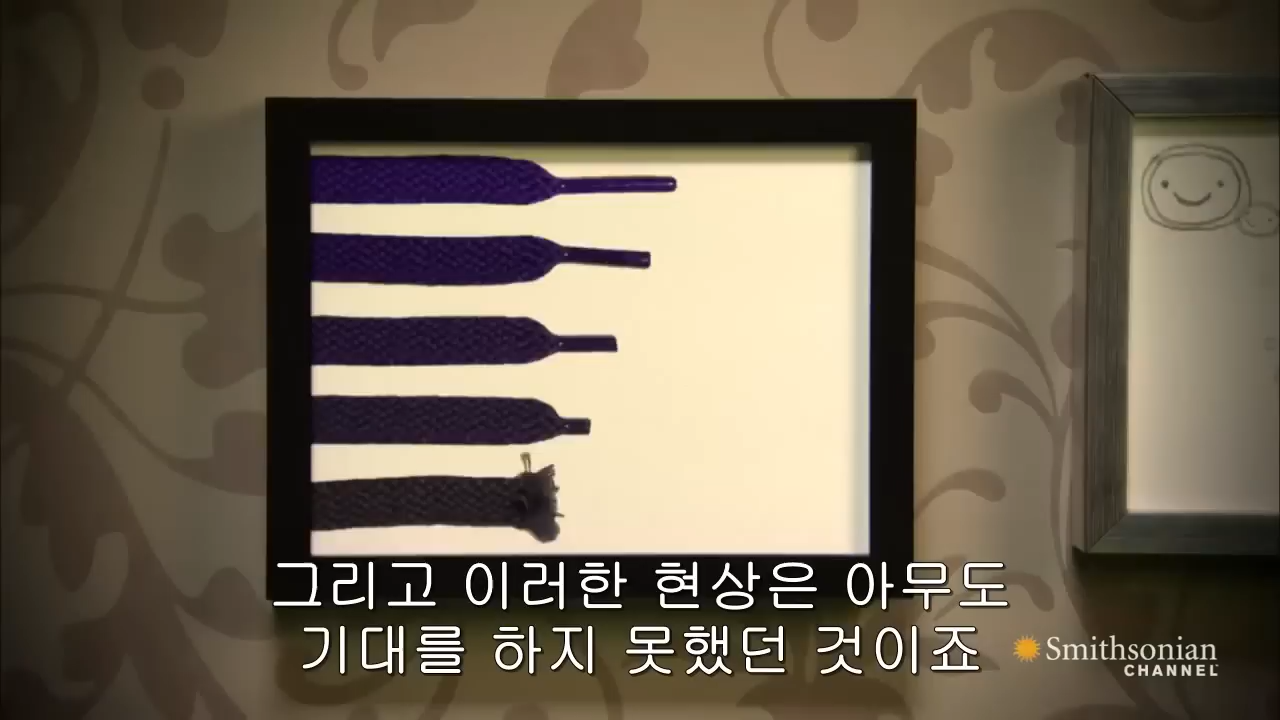 그리고 이러한 현상은 아무도
기대를 하지 못했던 것이죠
Smithsonian
CHANNEL